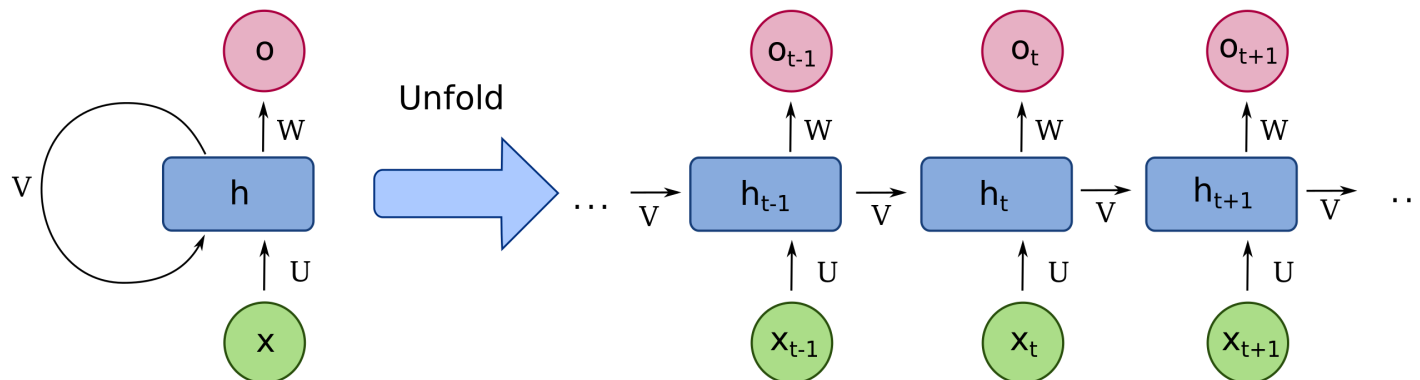 o
W
V
h
U
x
Unfold
...
V
o_{t-1}
W
h_{t-1}
U
x_{t-1}
V
o_t
W
h_t
U
x_t
V
o_{t+1}
W
h_{t+1}
U
x_{t+1}
V
..